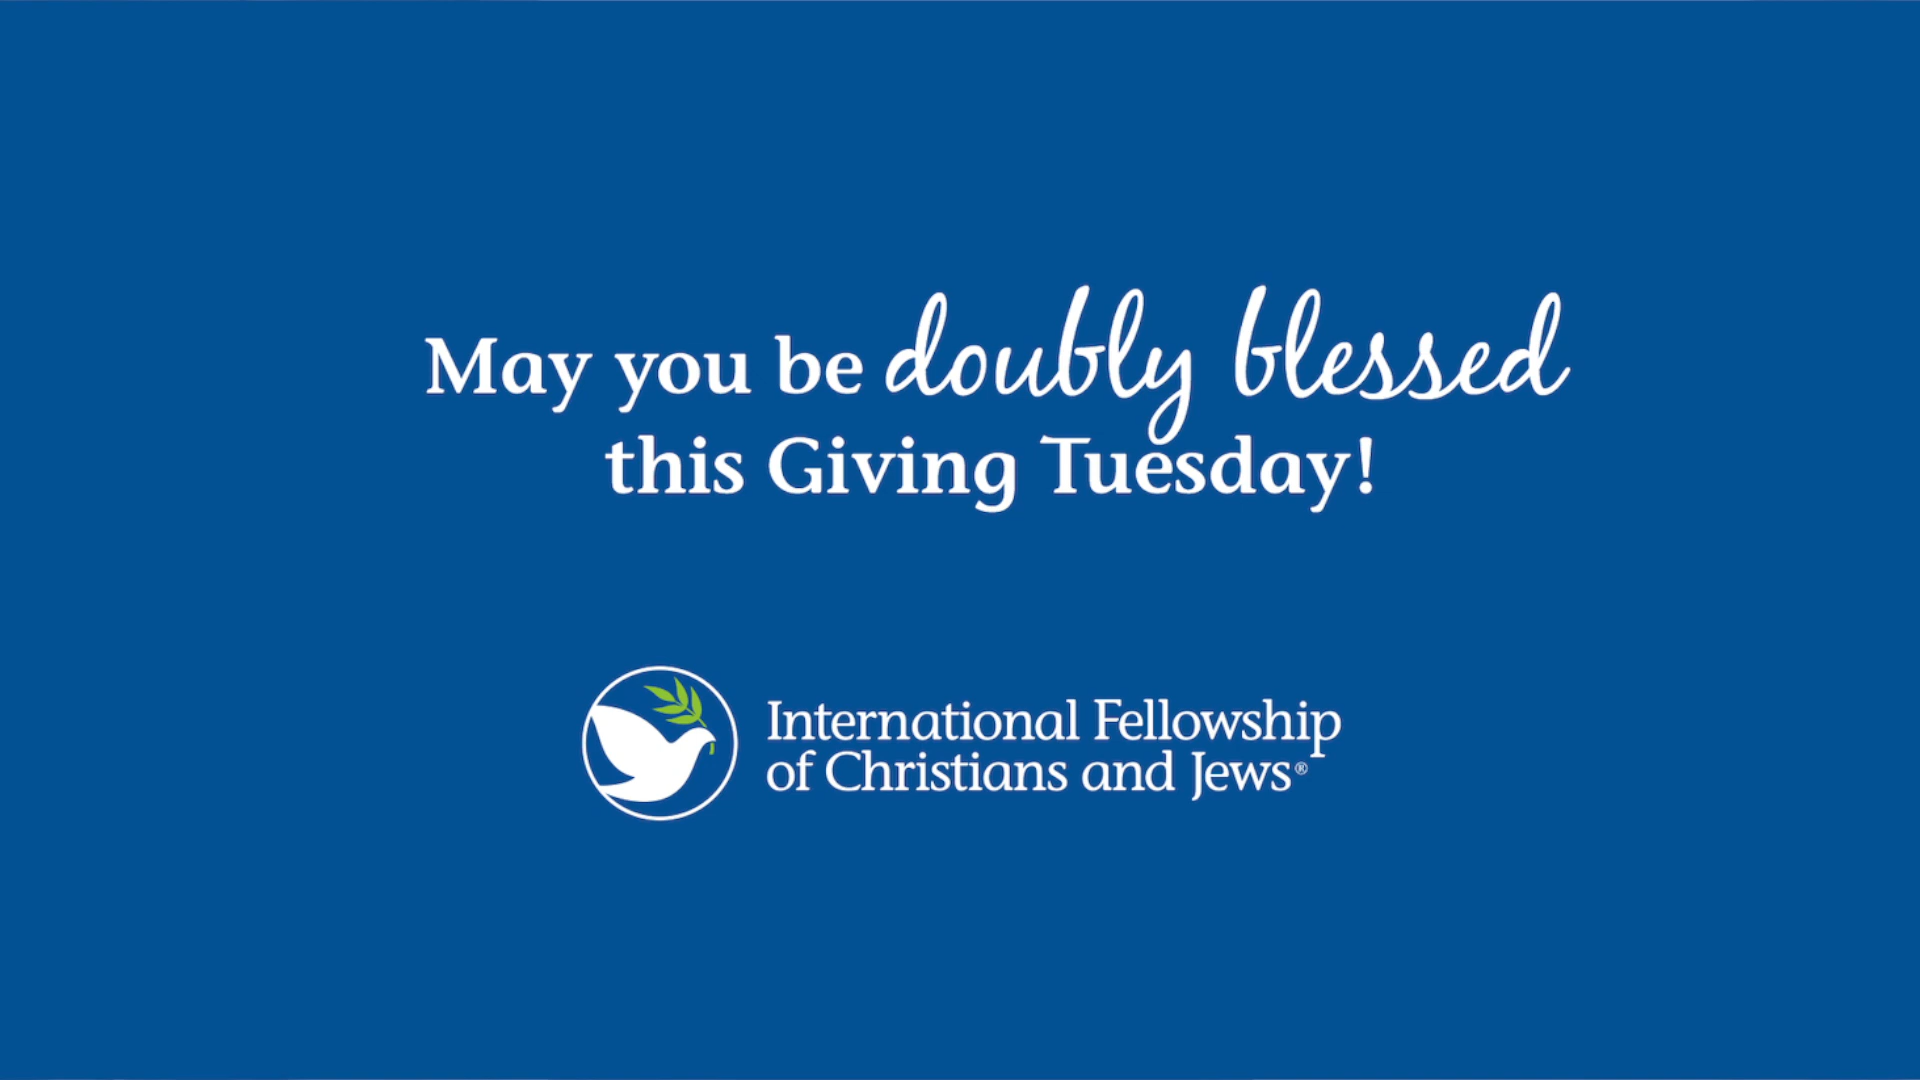 May you be doubly blessed
this Giving Tuesday!
International Fellowship
of Christians and Jews®